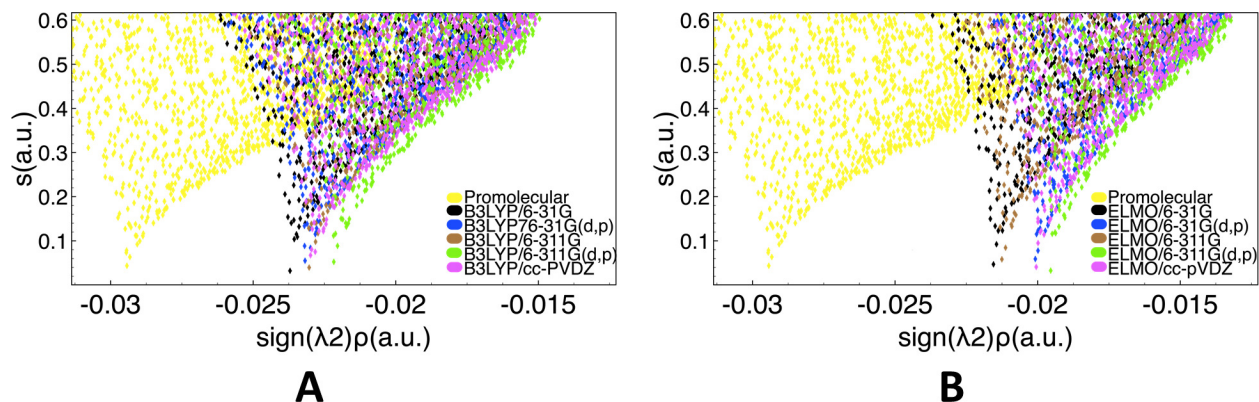 0.6
0.5
0.4
0.3
0.2
0.1
s(a.u.)
Promolecular
B3LYP/6-31G
B3LYP76-31G(d,p)
B3LYP/6-311G
B3LYP/6-311G(d,p)
B3LYP/cc-PVDZ
-0.03 -0.025 -0.02 -0.015
sign(λ2)ρ(a.u.)
A
0.6
0.5
0.4
0.3
0.2
0.1
s(a.u.)
Promolecular
ELMO/6-31G
ELMO/6-31G(d,p)
ELMO/6-311G
ELMO/6-311G(d,p)
ELMO/cc-pVDZ
-0.03 -0.025 -0.02 -0.015
sign(λ2)ρ(a.u.)
B